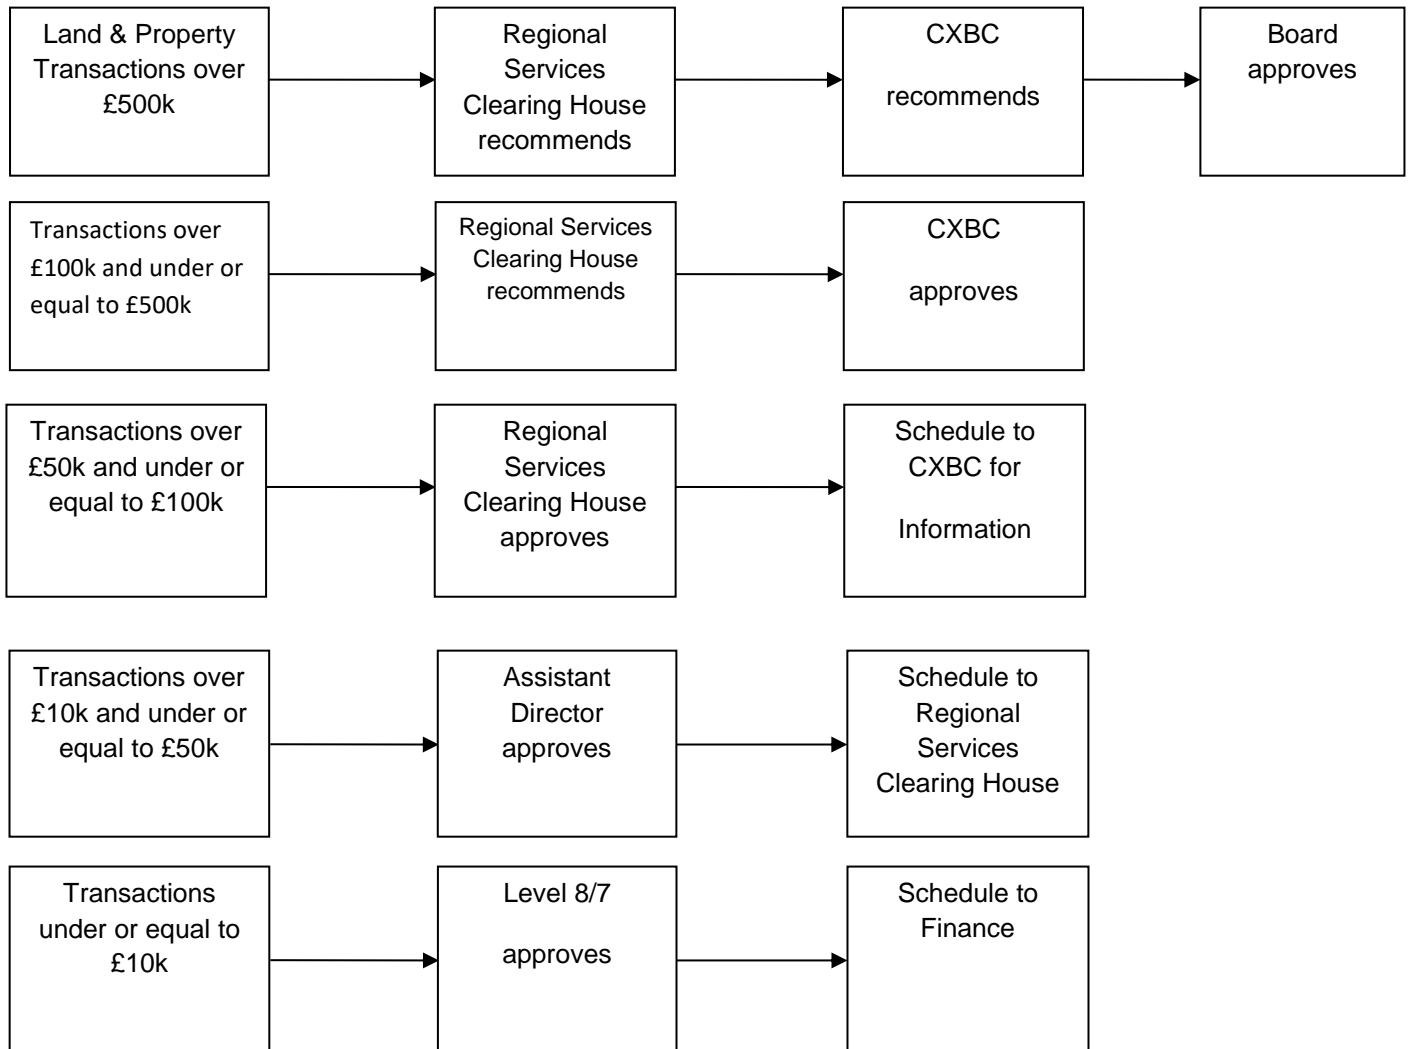 Land & Property
Transactions over
£500k
Regional
Services
Clearing House
recommends
CXBC
recommends
Board
approves
Transactions over
£100k and under or
equal to £500k
Regional Services
Clearing House
recommends
CXBC
approves
Transactions over
£50k and under or
equal to £100k
Regional
Services
Clearing House
approves
Schedule to
CXBC for
Information
Transactions over
£10k and under or
equal to £50k
Assistant
Director
approves
Schedule to
Regional
Services
Clearing House
Transactions
under or equal to
£10k
Level 8/7
approves
Schedule to
Finance